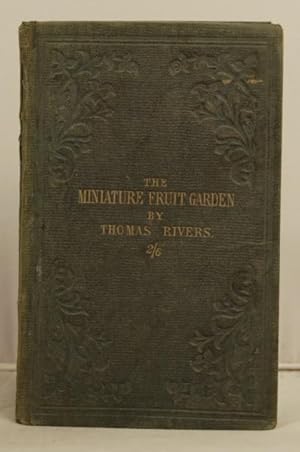 THE
MINIATURE FRUIT GARDEN
BY
THOMAS RIVERS.
2/6